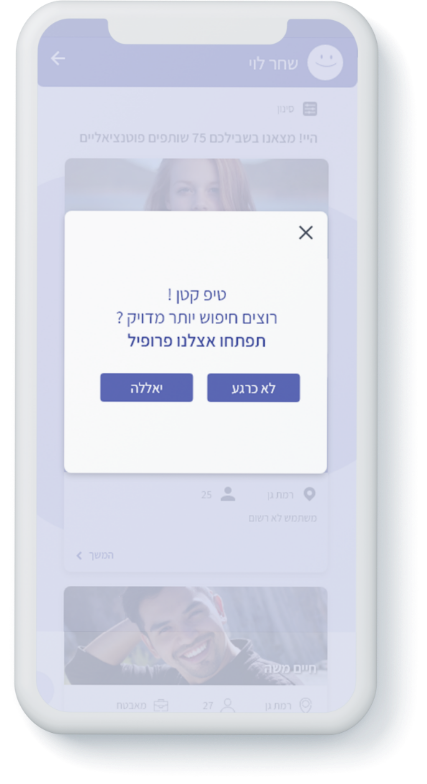 שחר לוי
סינון
היי! מצאנו בשבילכם 75 שותפים פוטנציאליים
טיפ קטן !
רוצים חיפוש יותר מדויק ?
תפתחו אצלנו פרופיל
לא כרגע
יאללה
רמת גן 25
משתמש לא רשום
המשך
חיים משה
רמת גן 27 מאבטח